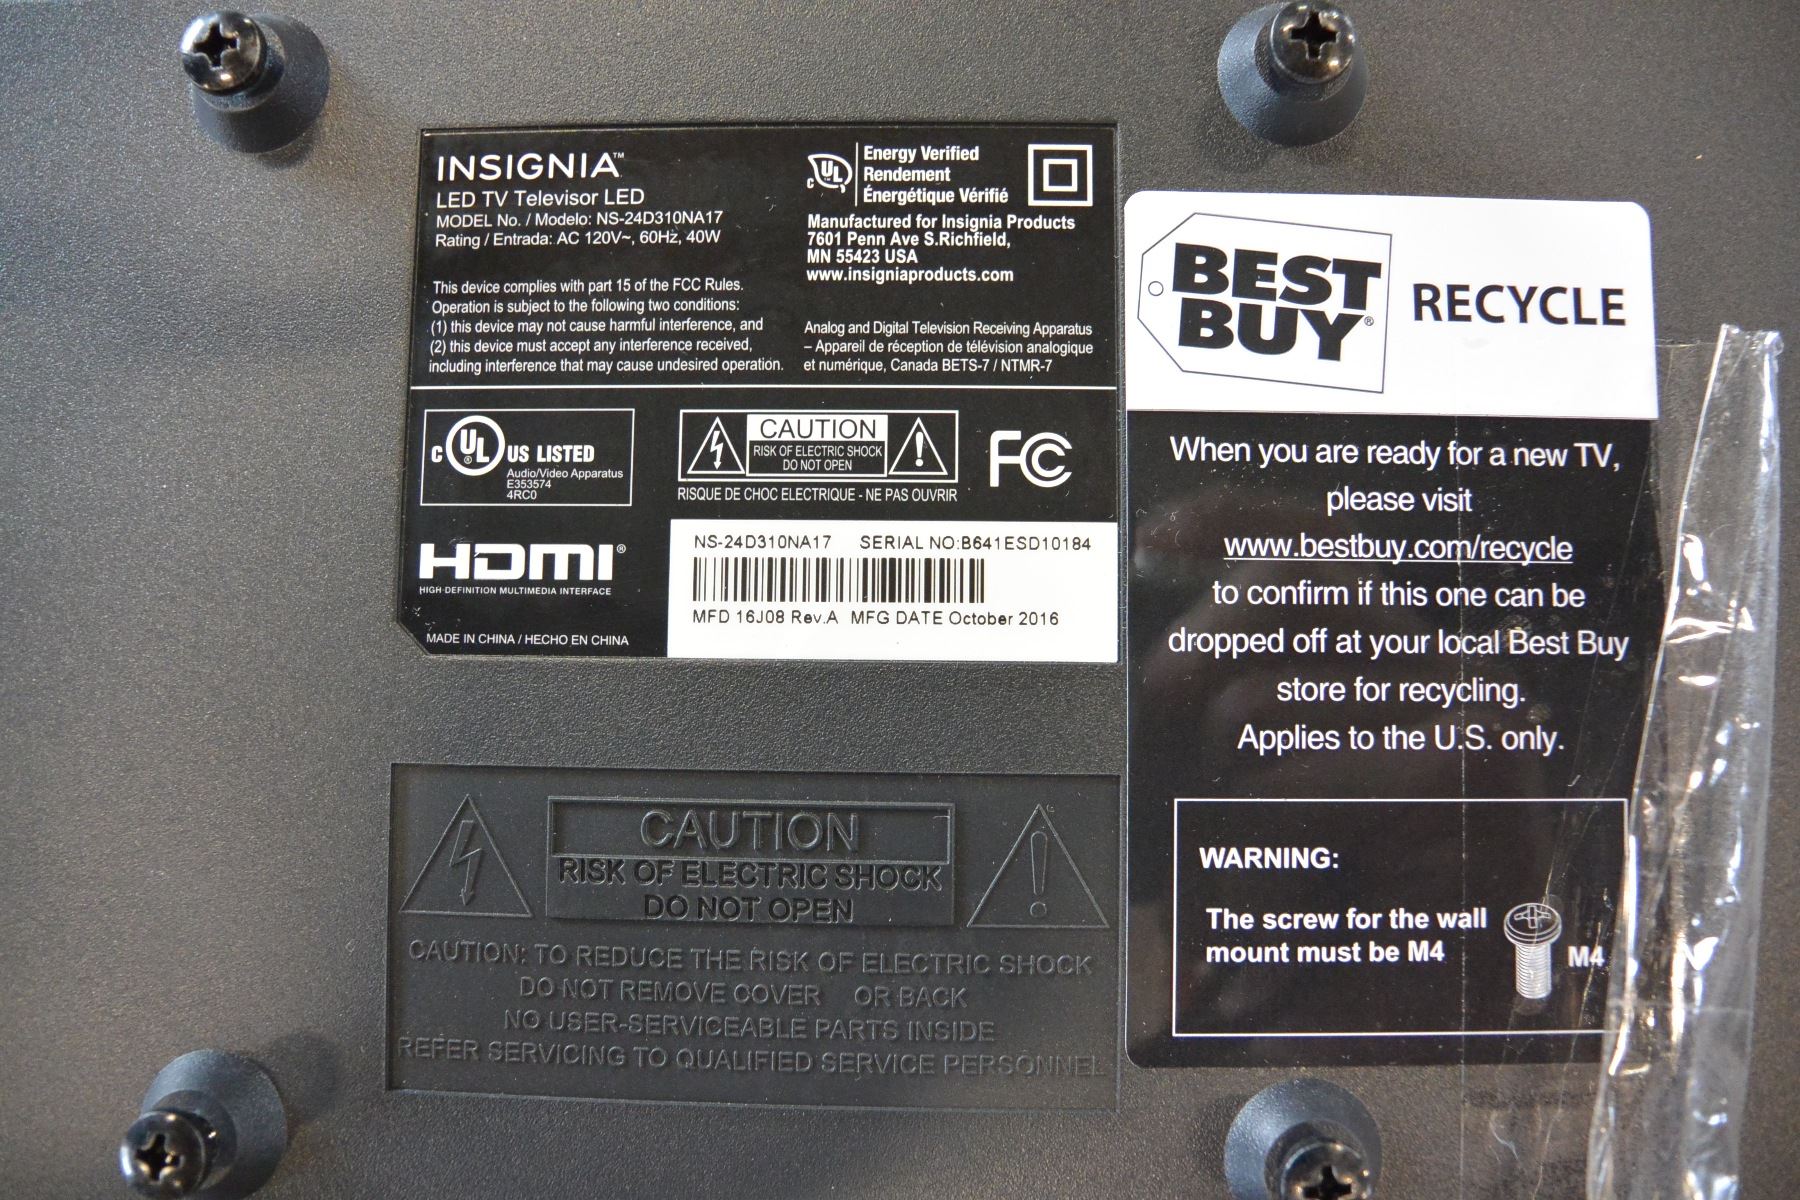 INSIGNIA™
LED TV Televisor LED
MODEL No. / Modelo: NS-24D310NA17
Rating / Entrada: AC 120V~, 60Hz, 40W
This device complies with part 15 of the FCC Rules.
Operation is subject to the following two conditions:
(1) this device may not cause harmful interference, and
(2) this device must accept any interference received,
including interference that may cause undesired operation.
c UL
Energy Verified
Rendement
Énergétique Vérifié
Manufactured for Insignia Products
7601 Penn Ave S.Richfield,
MN 55423 USA
www.insigniaproducts.com
Analog and Digital Television Receiving Apparatus
– Appareil de réception de télévision analogique
et numérique, Canada BETS-7 / NTMR-7
c UL® US LISTED
Audio/Video Apparatus
E353574
4RC0
CAUTION
RISK OF ELECTRIC SHOCK
DO NOT OPEN
RISQUE DE CHOC ELECTRIQUE - NE PAS OUVRIR
FC
HDMI®
HIGH-DEFINITION MULTIMEDIA INTERFACE
MADE IN CHINA / HECHO EN CHINA
NS-24D310NA17 SERIAL NO:B641ESD10184
MFD 16J08 Rev.A MFG DATE October 2016
BEST
BUY®
RECYCLE
When you are ready for a new TV,
please visit
www.bestbuy.com/recycle
to confirm if this one can be
dropped off at your local Best Buy
store for recycling.
Applies to the U.S. only.
WARNING:
The screw for the wall
mount must be M4
M4
CAUTION
RISK OF ELECTRIC SHOCK
DO NOT OPEN
CAUTION: TO REDUCE THE RISK OF ELECTRIC SHOCK
DO NOT REMOVE COVER OR BACK
NO USER-SERVICEABLE PARTS INSIDE
REFER SERVICING TO QUALIFIED SERVICE PERSONNEL